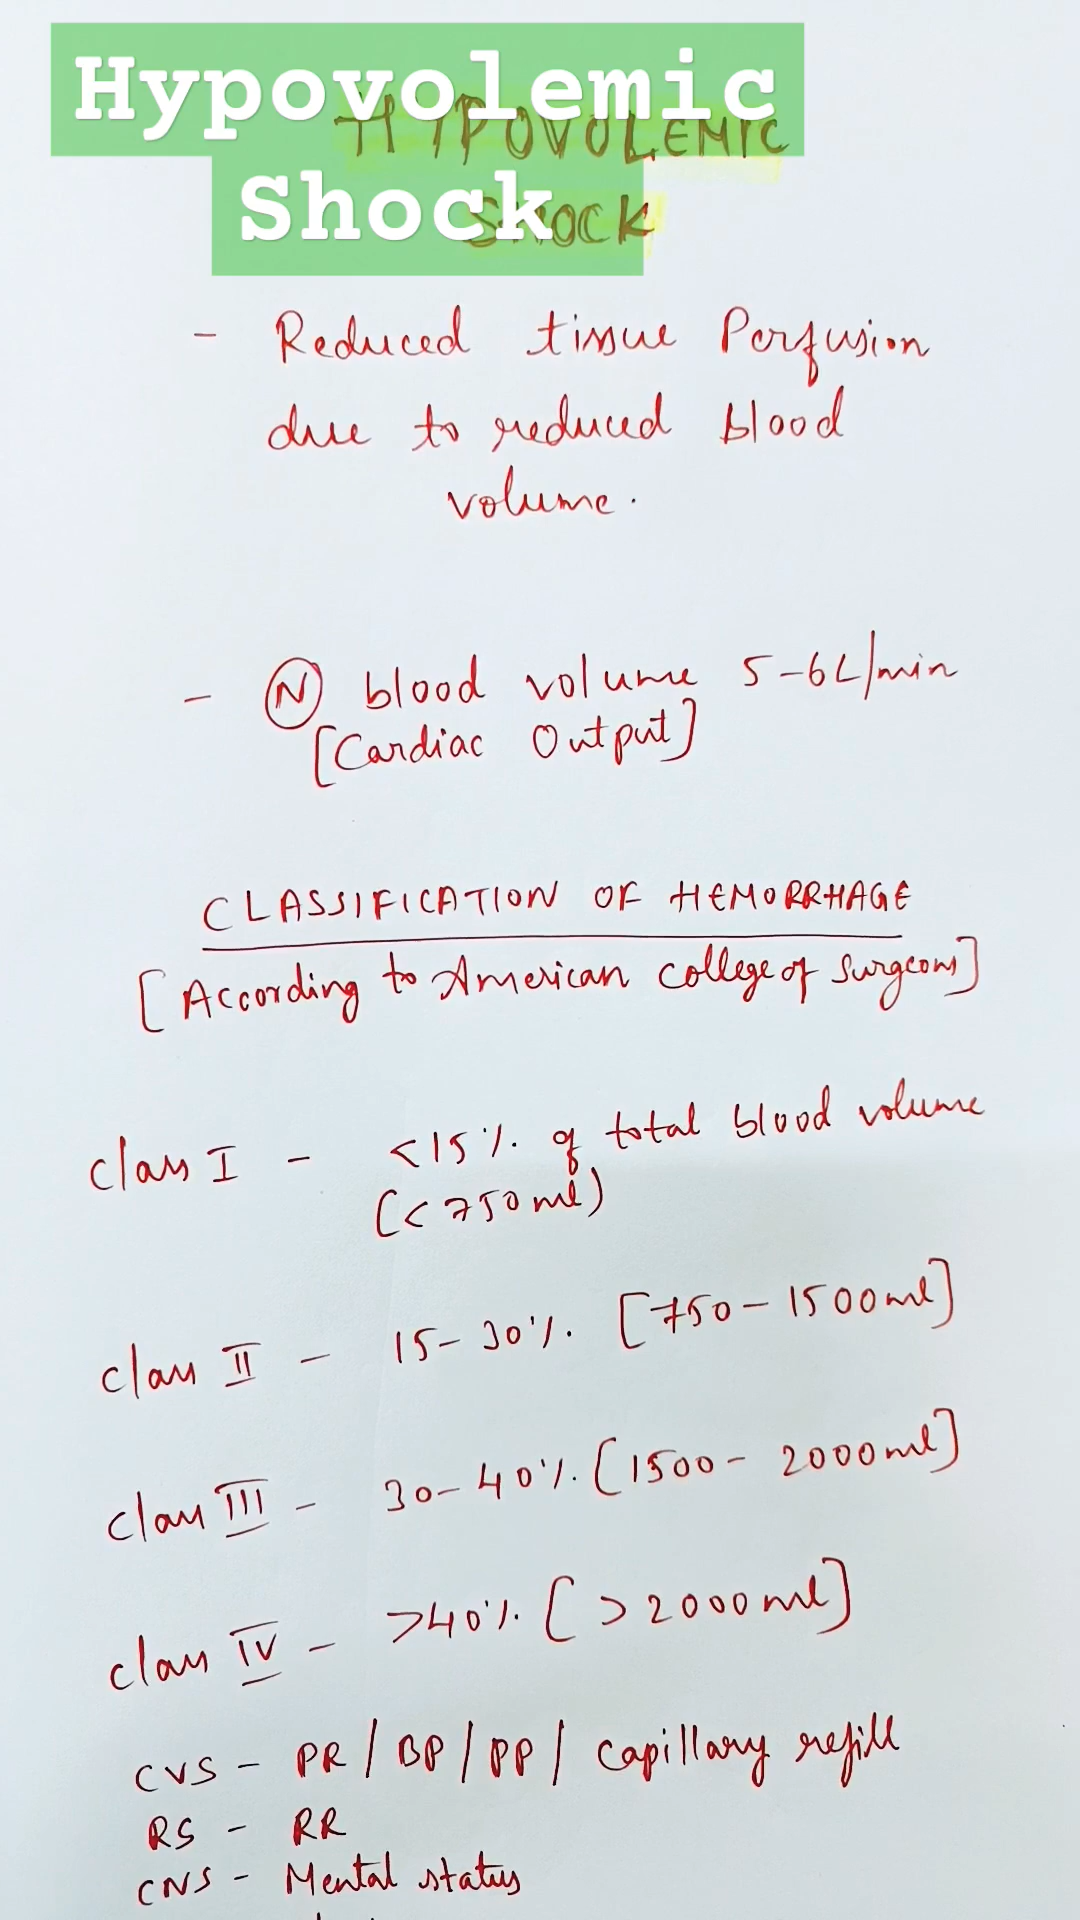 Hypovolemic
Shock
HYPOVOLEMIC
SHOCK
- Reduced tissue Perfusion
due to reduced blood
volume.
- (N) blood volume 5-6L/min
[Cardiac Output]
CLASSIFICATION OF HEMORRHAGE
[According to American College of Surgeons]
Class I - <15% of total blood volume
(<750ml)
Class II - 15-30%. [750-1500ml]
Class III - 30-40%. [1500-2000ml]
Class IV - >40%. [>2000ml]
CVS - PR/BP/PP/ Capillary refill
RS - RR
CNS - Mental status